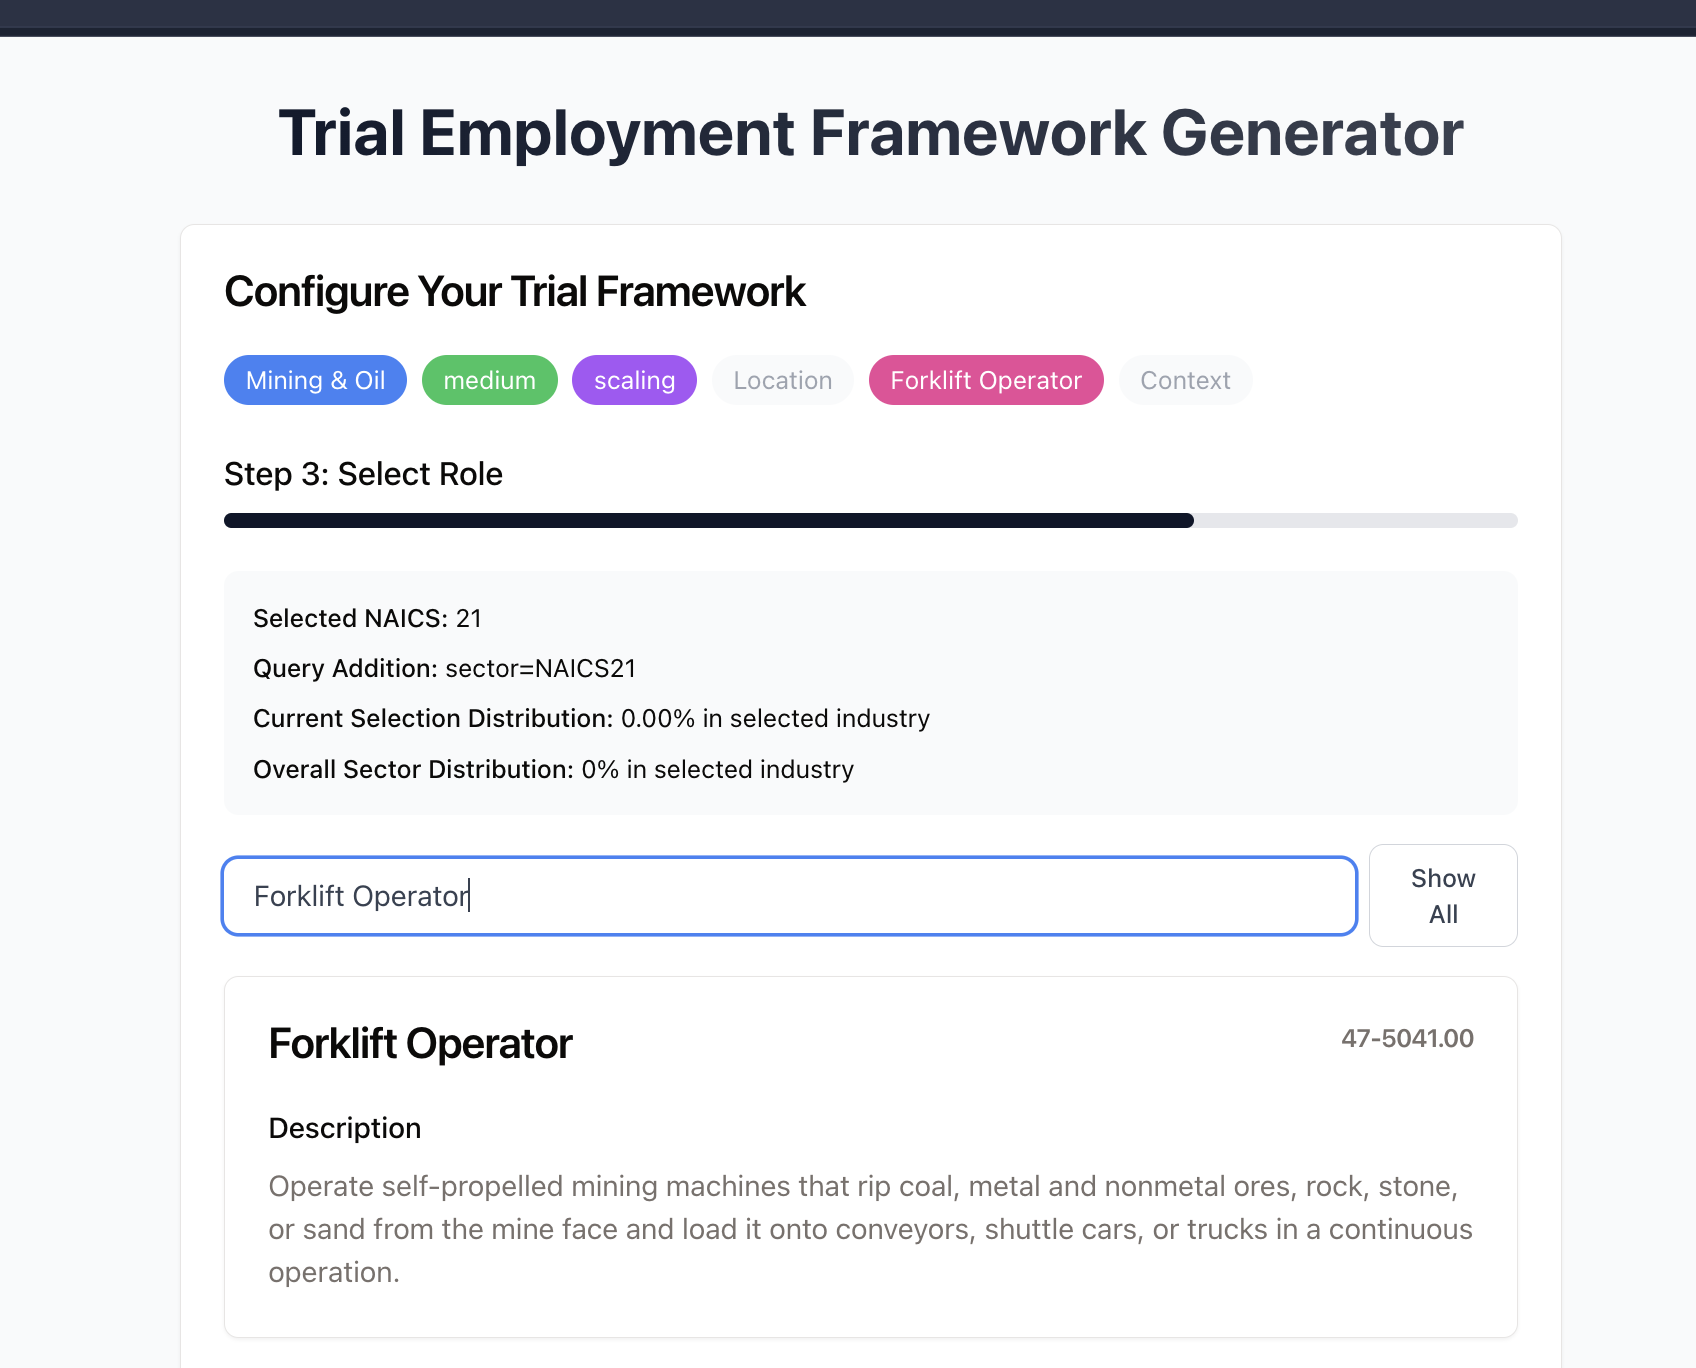 Trial Employment Framework Generator
Configure Your Trial Framework
Mining & Oil medium scaling Location Forklift Operator Context
Step 3: Select Role
Selected NAICS: 21
Query Addition: sector=NAICS21
Current Selection Distribution: 0.00% in selected industry
Overall Sector Distribution: 0% in selected industry
Forklift Operator
Show
All
Forklift Operator 47-5041.00
Description
Operate self-propelled mining machines that rip coal, metal and nonmetal ores, rock, stone,
or sand from the mine face and load it onto conveyors, shuttle cars, or trucks in a continuous
operation.